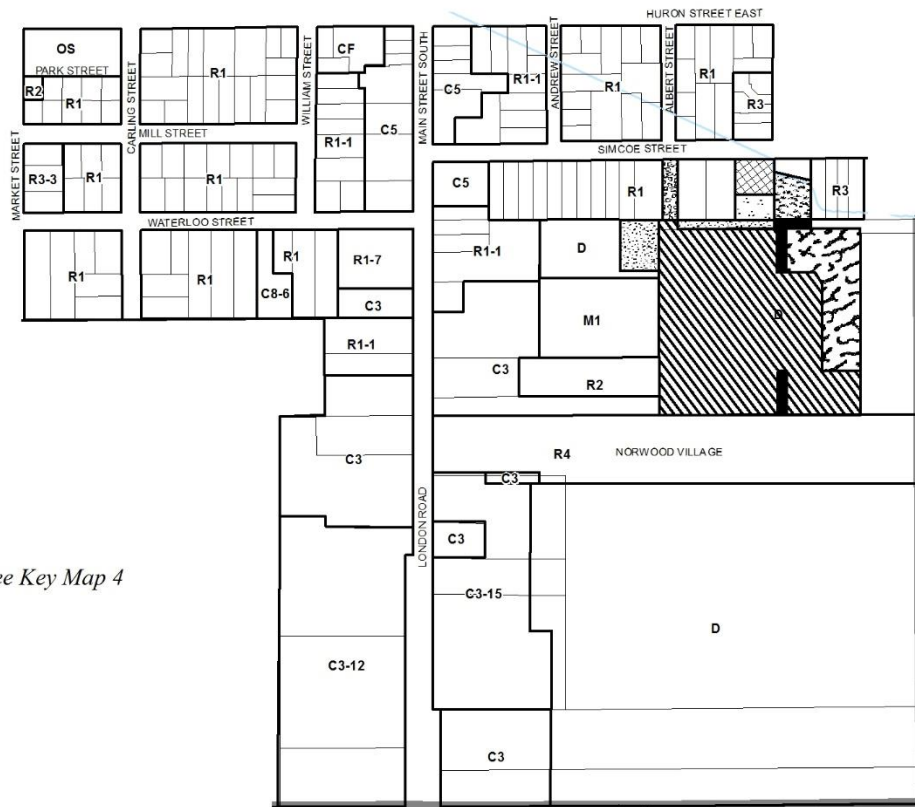 HURON STREET EAST
OS
PARK STREET
R2
R1
CARLING STREET
R1
WILLIAM STREET
CF
MAIN STREET SOUTH
C5
R1-1
ANDREW STREET
R1
ALBERT STREET
R1
R3
MILL STREET
R1-1
C5
SIMCOE STREET
MARKET STREET
R3-3
R1
R1
C5
R1
R3
WATERLOO STREET
R1
R1
R1
C8-6
R1-7
C3
R1-1
D
D
M1
R1-1
C3
R2
C3
R4
NORWOOD VILLAGE
C3
LONDON ROAD
C3
ee Key Map 4
C3-15
D
C3-12
C3